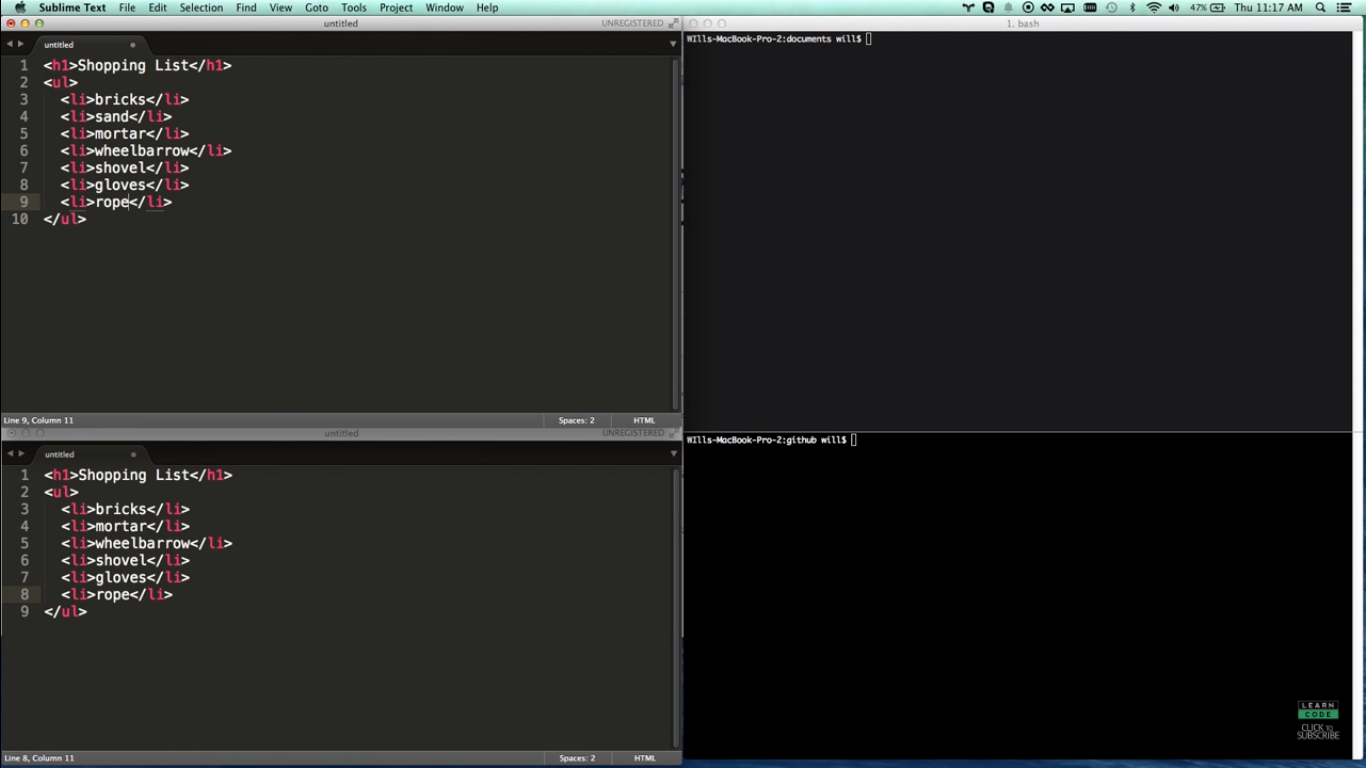 Sublime Text File Edit Selection Find View Goto Tools Project Window Help 47% Thu 11:17 AM
untitled UNREGISTERED
untitled
1 <h1>Shopping List</h1>
2 <ul>
3 <li>bricks</li>
4 <li>sand</li>
5 <li>mortar</li>
6 <li>wheelbarrow</li>
7 <li>shovel</li>
8 <li>gloves</li>
9 <li>rope</li>
10 </ul>
Line 9, Column 11 Spaces: 2 HTML
untitled UNREGISTERED
untitled
1 <h1>Shopping List</h1>
2 <ul>
3 <li>bricks</li>
4 <li>mortar</li>
5 <li>wheelbarrow</li>
6 <li>shovel</li>
7 <li>gloves</li>
8 <li>rope</li>
9 </ul>
Line 8, Column 11 Spaces: 2 HTML
1. bash
WIlls-MacBook-Pro-2:documents will$
WIlls-MacBook-Pro-2:github will$
LEARN
CODE
CLICK TO
SUBSCRIBE